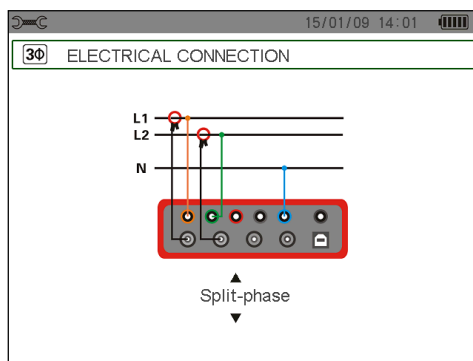 15/01/09 14:01
3Φ ELECTRICAL CONNECTION
L1
L2
N
Split-phase